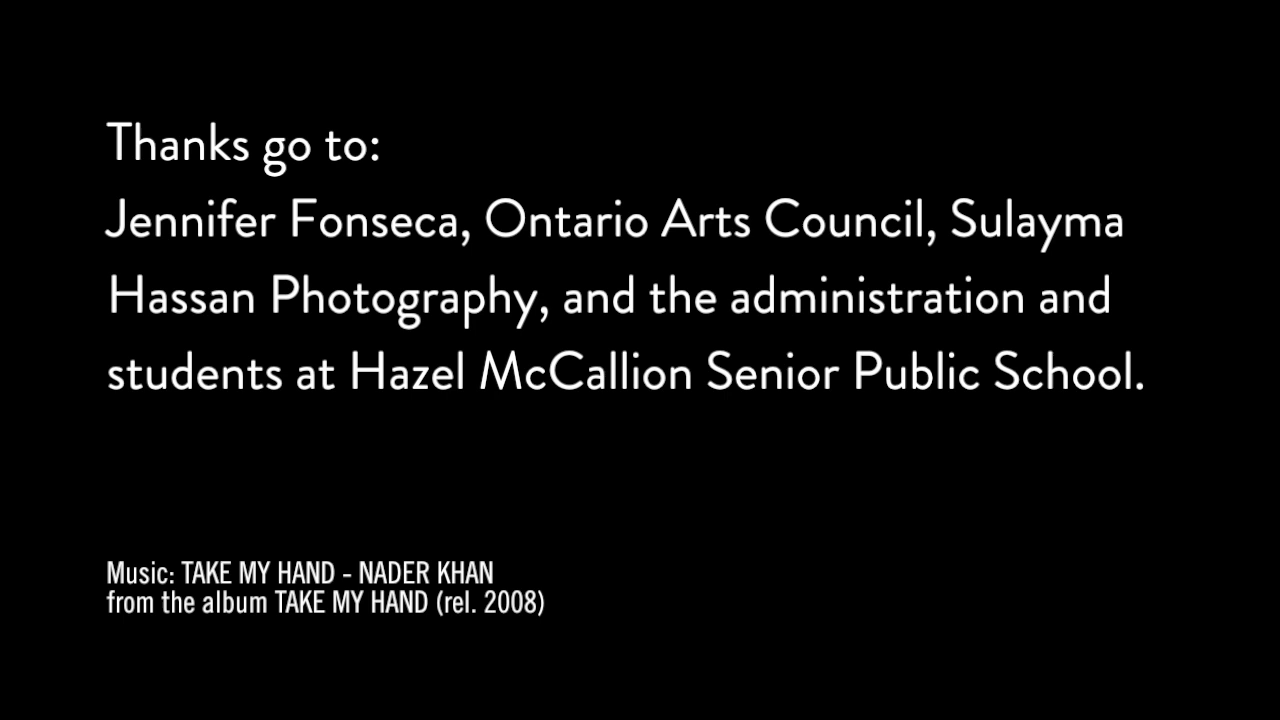 Thanks go to:
Jennifer Fonseca, Ontario Arts Council, Sulayma
Hassan Photography, and the administration and
students at Hazel McCallion Senior Public School.
Music: TAKE MY HAND - NADER KHAN
from the album TAKE MY HAND (rel. 2008)